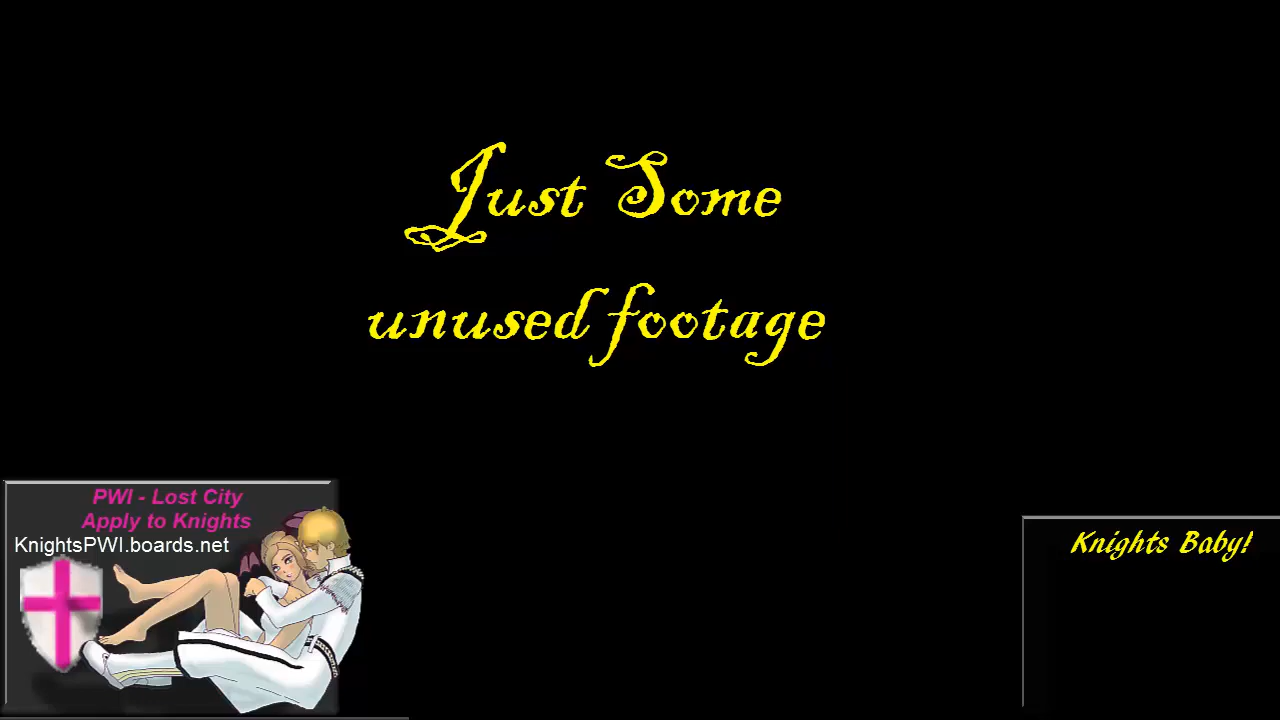 Just Some
unused footage
PWI - Lost City
Apply to Knights
KnightsPWI.boards.net
Knights Baby!